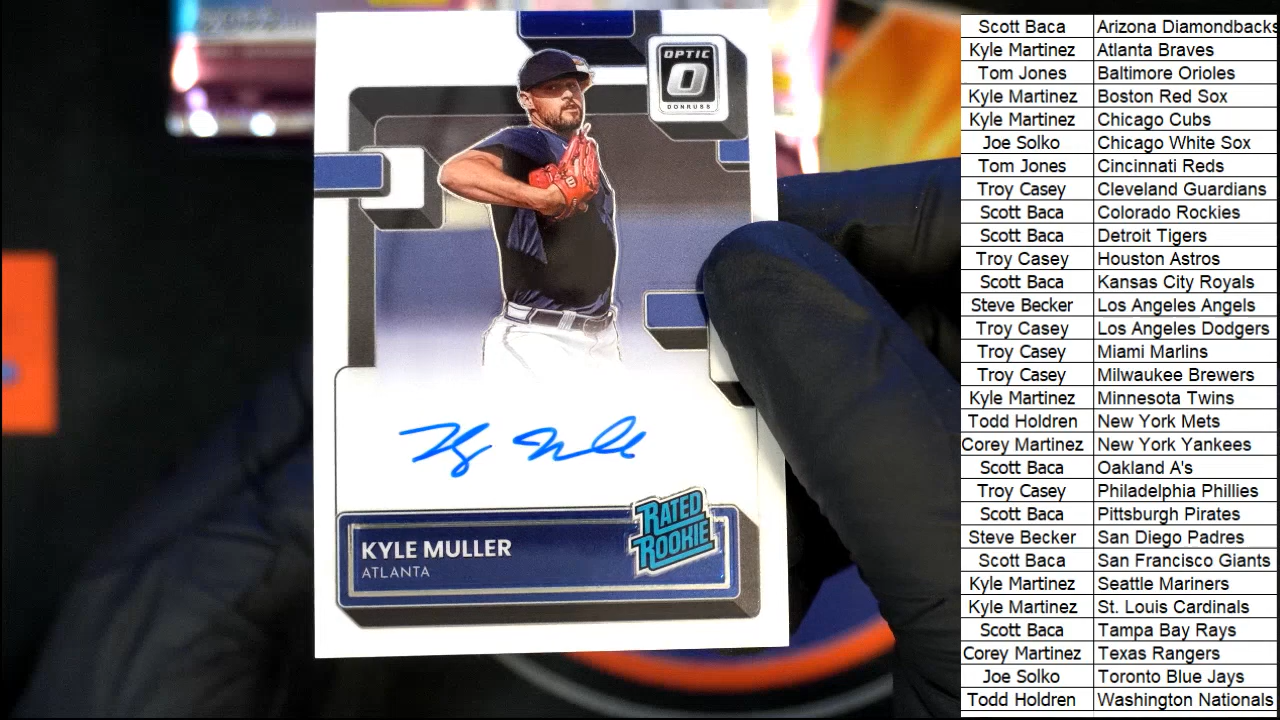 OPTIC
DONRUSS
Kyle Muller
RATED
ROOKIE
KYLE MULLER
ATLANTA
Scott Baca Arizona Diamondbacks
Kyle Martinez Atlanta Braves
Tom Jones Baltimore Orioles
Kyle Martinez Boston Red Sox
Kyle Martinez Chicago Cubs
Joe Solko Chicago White Sox
Tom Jones Cincinnati Reds
Troy Casey Cleveland Guardians
Scott Baca Colorado Rockies
Scott Baca Detroit Tigers
Troy Casey Houston Astros
Scott Baca Kansas City Royals
Steve Becker Los Angeles Angels
Troy Casey Los Angeles Dodgers
Troy Casey Miami Marlins
Troy Casey Milwaukee Brewers
Kyle Martinez Minnesota Twins
Todd Holdren New York Mets
Corey Martinez New York Yankees
Scott Baca Oakland A's
Troy Casey Philadelphia Phillies
Scott Baca Pittsburgh Pirates
Steve Becker San Diego Padres
Scott Baca San Francisco Giants
Kyle Martinez Seattle Mariners
Kyle Martinez St. Louis Cardinals
Scott Baca Tampa Bay Rays
Corey Martinez Texas Rangers
Joe Solko Toronto Blue Jays
Todd Holdren Washington Nationals